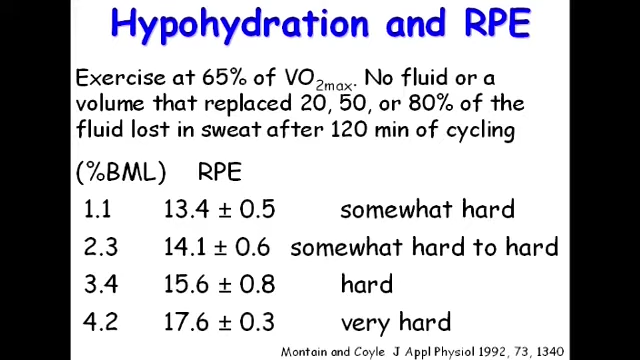 Hypohydration and RPE
Exercise at 65% of VO2max. No fluid or a
volume that replaced 20, 50, or 80% of the
fluid lost in sweat after 120 min of cycling
(%BML) RPE
1.1 13.4 ± 0.5 somewhat hard
2.3 14.1 ± 0.6 somewhat hard to hard
3.4 15.6 ± 0.8 hard
4.2 17.6 ± 0.3 very hard
Montain and Coyle J Appl Physiol 1992, 73, 1340